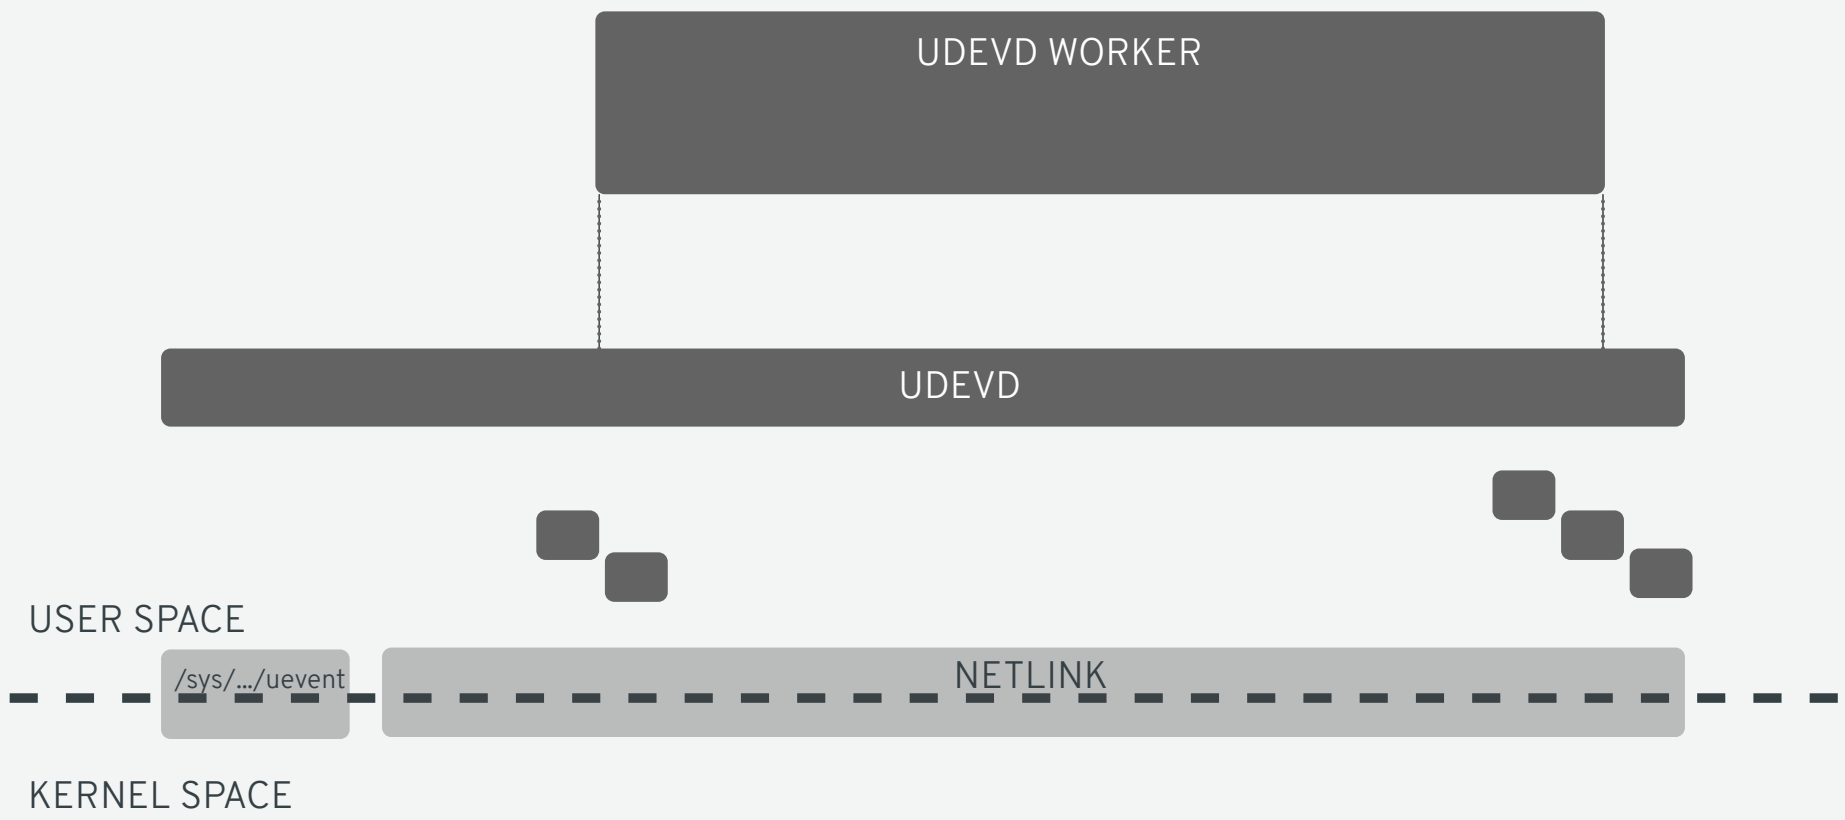 UDEVD WORKER
UDEVD
USER SPACE
/sys/.../uevent
NETLINK
KERNEL SPACE